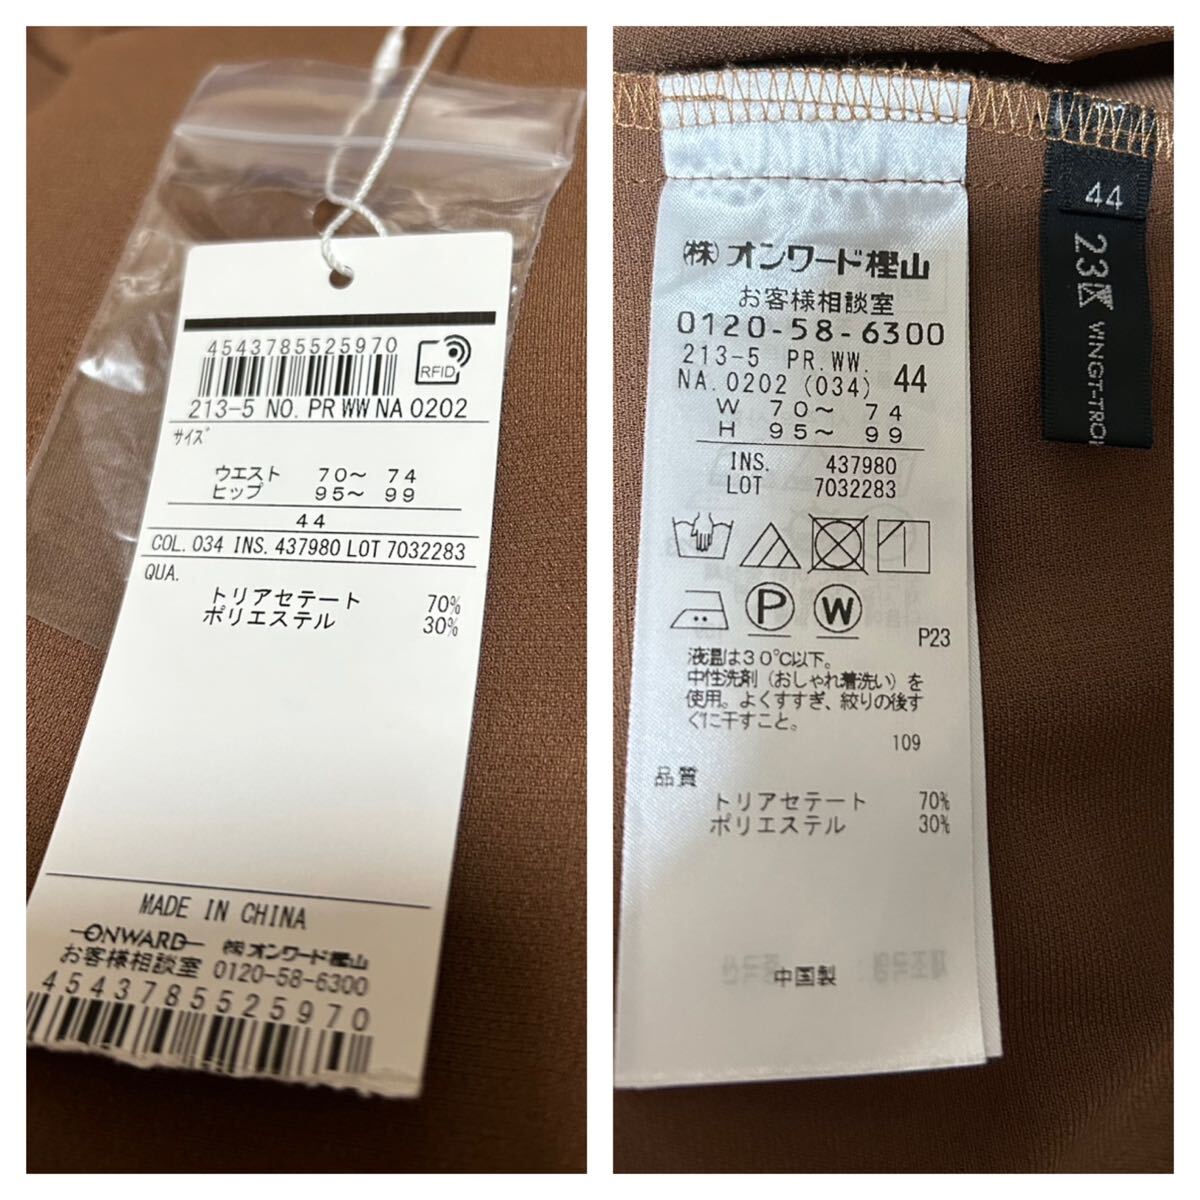 4543785525970
RFID
213-5 NO. PR WW NA 0202
サイズ
ウエスト 70～ 74
ヒップ 95～ 99
44
COL. 034 INS. 437980 LOT 7032283
QUA.
トリアセテート 70%
ポリエステル 30%
MADE IN CHINA
ONWARD ㈱オンワード樫山
お客様相談室 0120-58-6300
4543785525970
㈱オンワード樫山
お客様相談室
0120-58-6300
213-5 PR.WW.
NA.0202 (034) 44
W 70～ 74
H 95～ 99
INS. 437980
LOT 7032283
P W
P23
液温は30℃以下。
中性洗剤（おしゃれ着洗い）を
使用。よくすすぎ、絞りの後す
ぐに干すこと。
109
品質
トリアセテート 70%
ポリエステル 30%
中国製
44
23K
VINGT-TROI